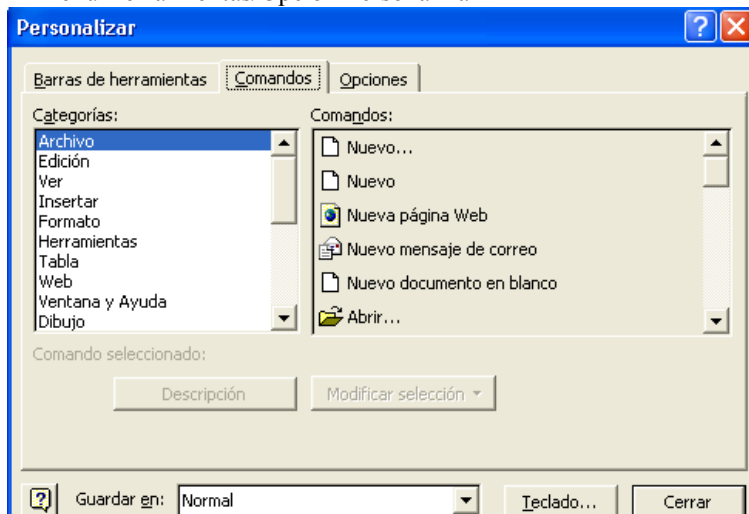 Personalizar
Barras de herramientas Comandos Opciones
Categorías: Comandos:
Archivo
Edición
Ver
Insertar
Formato
Herramientas
Tabla
Web
Ventana y Ayuda
Dibujo
Nuevo...
Nuevo
Nueva página Web
Nuevo mensaje de correo
Nuevo documento en blanco
Abrir...
Comando seleccionado:
Descripción Modificar selección
Guardar en: Normal Teclado... Cerrar